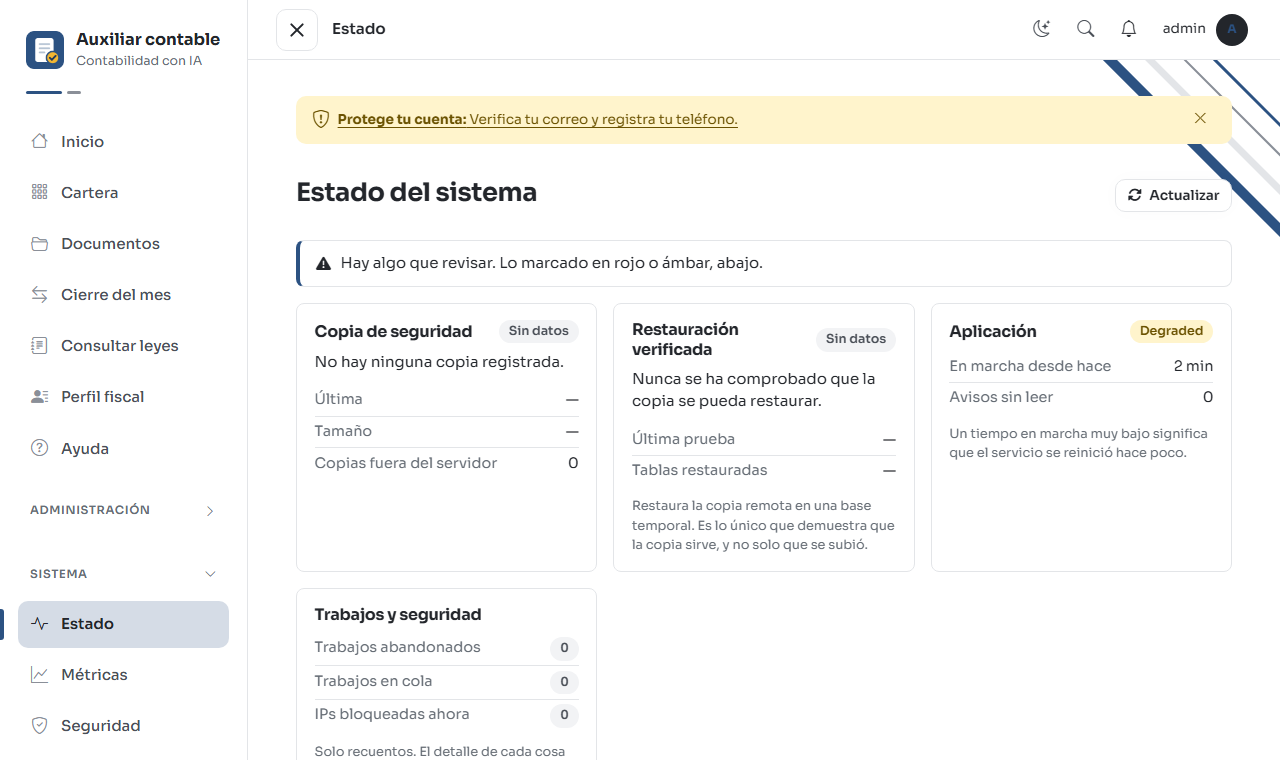 Auxiliar contable
Contabilidad con IA
Estado
admin
A
Inicio
Cartera
Documentos
Cierre del mes
Consultar leyes
Perfil fiscal
Ayuda
ADMINISTRACIÓN
SISTEMA
Estado
Métricas
Seguridad
Protege tu cuenta: Verifica tu correo y registra tu teléfono.
Estado del sistema
Actualizar
Hay algo que revisar. Lo marcado en rojo o ámbar, abajo.
Copia de seguridad
Sin datos
No hay ninguna copia registrada.
Última —
Tamaño —
Copias fuera del servidor 0
Restauración
verificada
Sin datos
Nunca se ha comprobado que la
copia se pueda restaurar.
Última prueba —
Tablas restauradas —
Restaura la copia remota en una base
temporal. Es lo único que demuestra que
la copia sirve, y no solo que se subió.
Aplicación
Degraded
En marcha desde hace 2 min
Avisos sin leer 0
Un tiempo en marcha muy bajo significa
que el servicio se reinició hace poco.
Trabajos y seguridad
Trabajos abandonados 0
Trabajos en cola 0
IPs bloqueadas ahora 0
Solo recuentos. El detalle de cada cosa